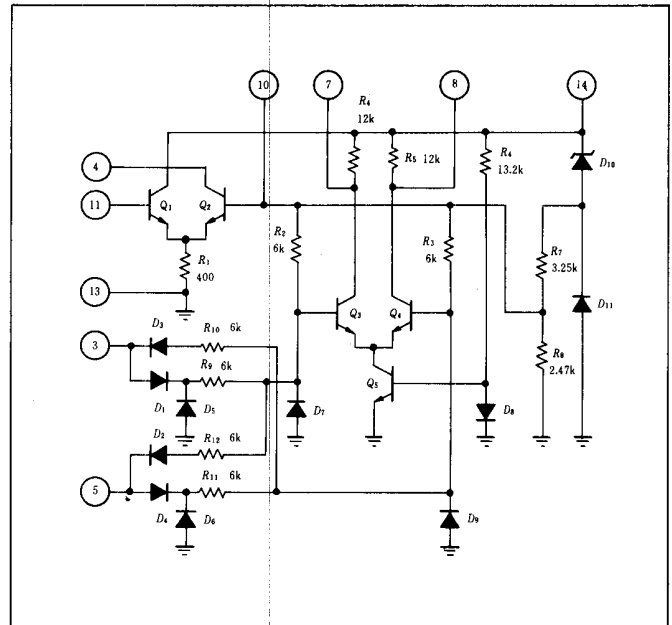 10
7
8
14
R4
12k
R5 12k
R4
13.2k
D10
4
11
Q1
Q2
R2
6k
R3
6k
R7
3.25k
D11
R1
400
13
Q3
Q4
R8
2.47k
D3
R10 6k
3
R9 6k
Q5
D1
D5
D7
D8
D2
R12 6k
R11 6k
5
D4
D6
D9